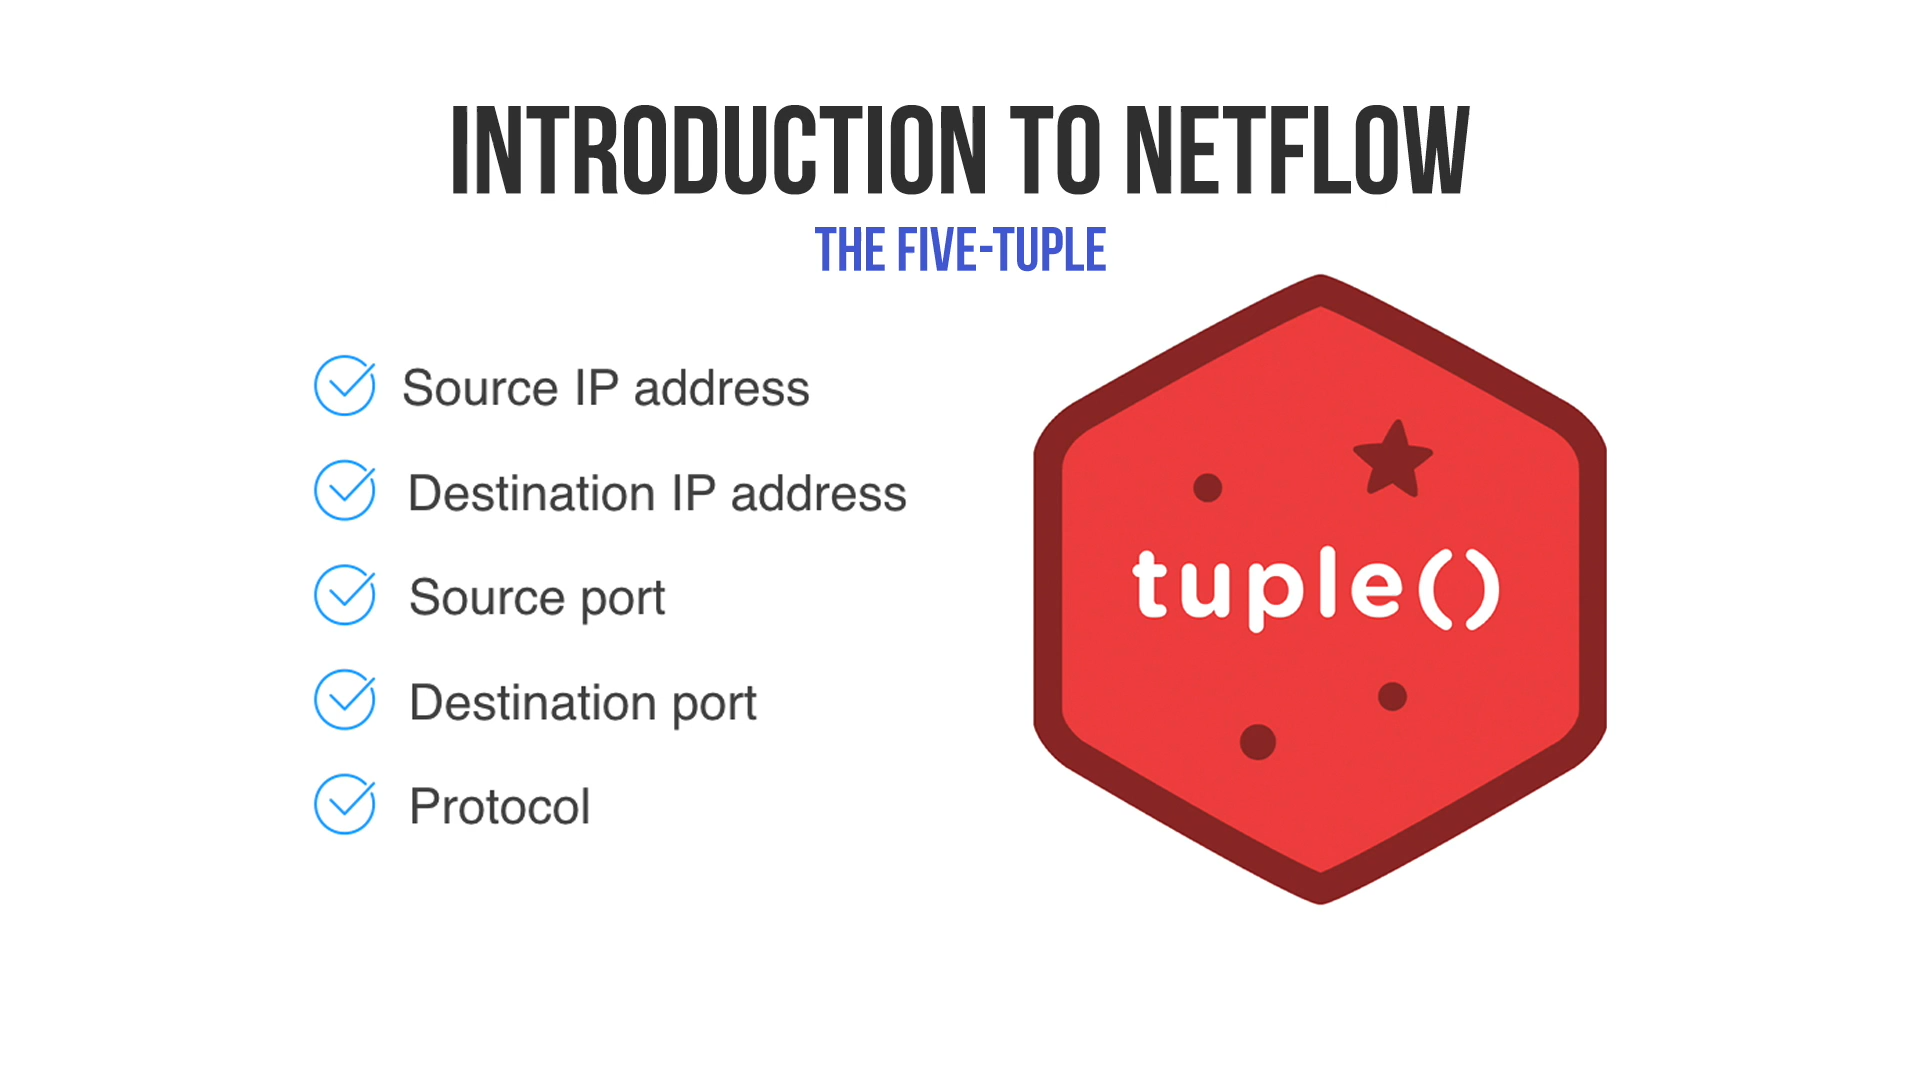 INTRODUCTION TO NETFLOW
THE FIVE-TUPLE
Source IP address
Destination IP address
Source port
Destination port
Protocol
tuple()